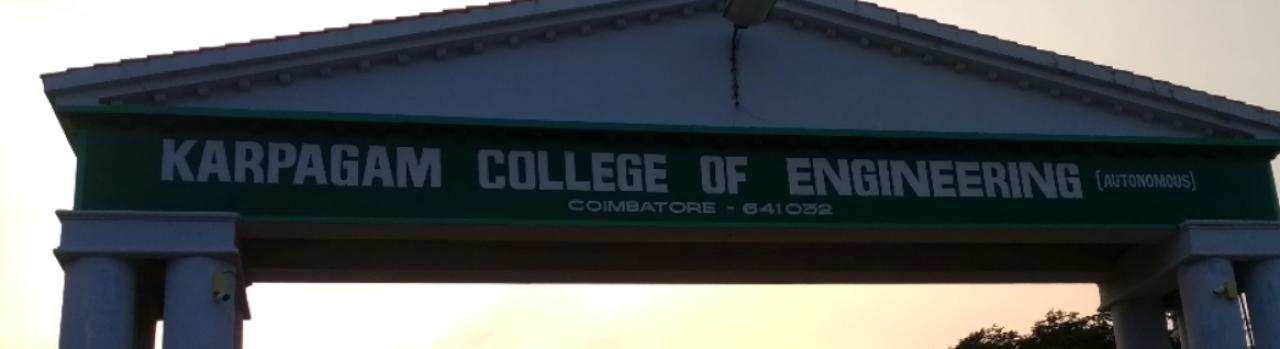 KARPAGAM COLLEGE OF ENGINEERING (AUTONOMOUS)
COIMBATORE - 641032